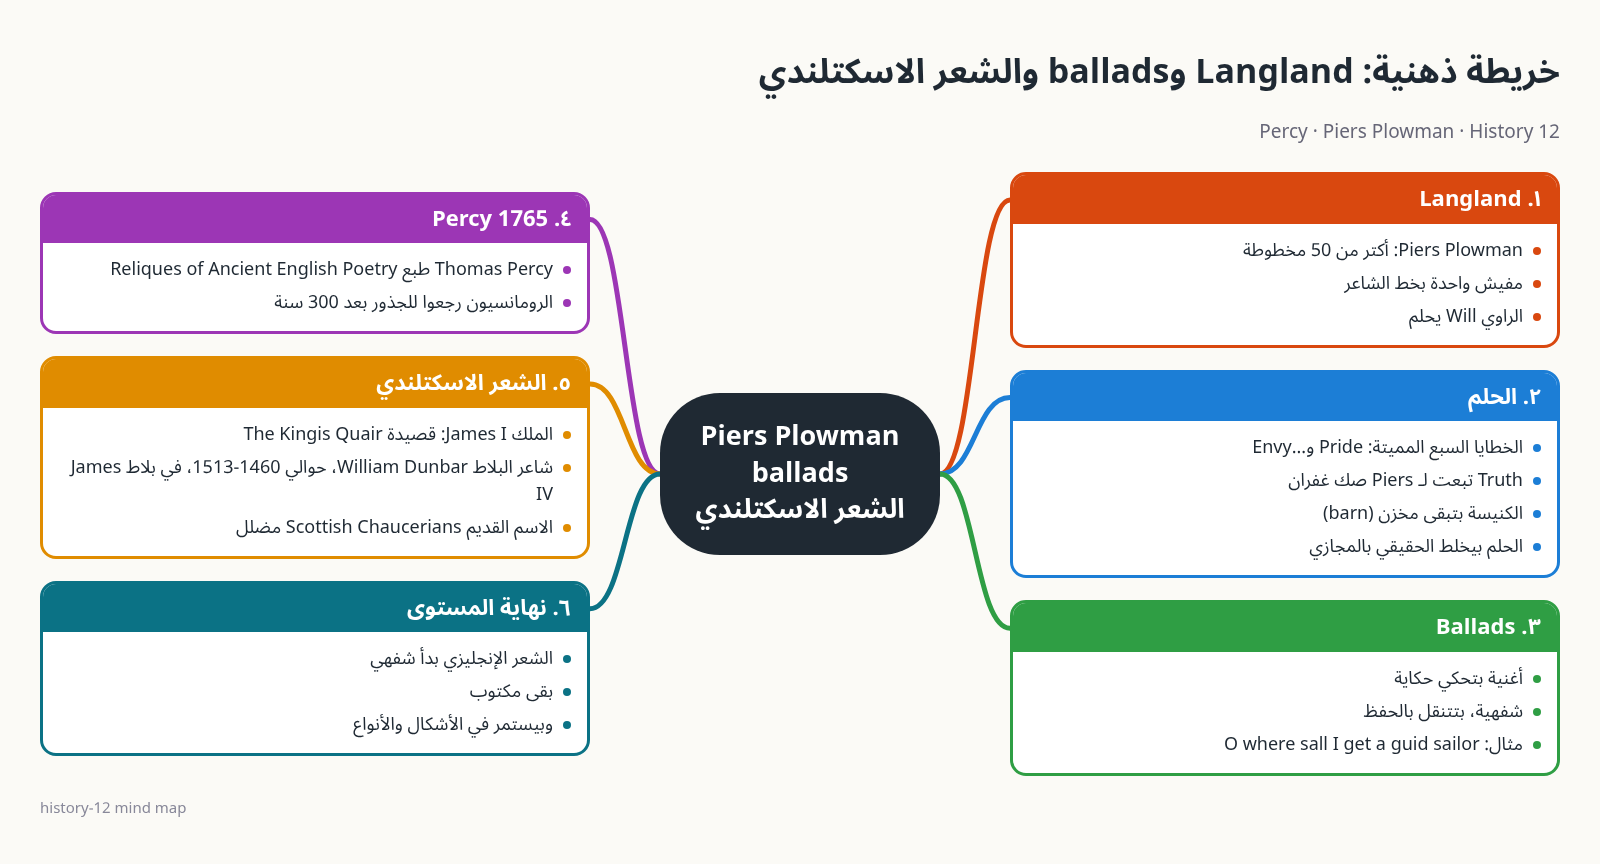 خريطة ذهنية: Langland وballads والشعر الاسكتلندي
Percy · Piers Plowman · History 12
١. Langland
Piers Plowman: أكتر من 50 مخطوطة
مفيش واحدة بخط الشاعر
الراوي Will يحلم
٢. الحلم
الخطايا السبع المميتة: Pride و...Envy
Truth تبعت لـ Piers صك غفران
الكنيسة بتبقى مخزن (barn)
الحلم بيخلط الحقيقي بالمجازي
٣. Ballads
أغنية بتحكي حكاية
شفهية، بتتنقل بالحفظ
مثال: O where sall I get a guid sailor
Piers Plowman
ballads
الشعر الاسكتلندي
٤. Percy 1765
Thomas Percy طبع Reliques of Ancient English Poetry
الرومانسيون رجعوا للجذور بعد 300 سنة
٥. الشعر الاسكتلندي
الملك James I: قصيدة The Kingis Quair
شاعر البلاط William Dunbar، حوالي 1460-1513، في بلاط James
IV
الاسم القديم Scottish Chaucerians مضلل
٦. نهاية المستوى
الشعر الإنجليزي بدأ شفهي
بقى مكتوب
وبيستمر في الأشكال والأنواع
history-12 mind map